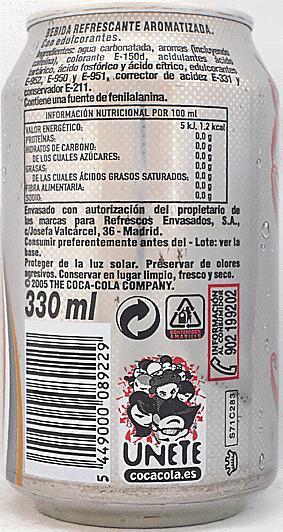 BEBIDA REFRESCANTE AROMATIZADA.
Con edulcorantes.
Ingredientes: agua carbonatada, aromas (incluyendo
cafeína), colorante E-150d, acidulantes ácido
tartárico, ácido fosfórico y ácido cítrico, edulcorantes
E-952, E-950 y E-951, corrector de acidez E-331 y
conservador E-211.
Contiene una fuente de fenilalanina.
INFORMACIÓN NUTRICIONAL POR 100 ml
VALOR ENERGÉTICO: 5 kJ, 1,2 kcal
PROTEÍNAS: 0,0 g
HIDRATOS DE CARBONO: 0,0 g
DE LOS CUALES AZÚCARES: 0,0 g
GRASAS: 0,0 g
DE LAS CUALES ÁCIDOS GRASOS SATURADOS: 0,0 g
FIBRA ALIMENTARIA: 0,0 g
SODIO: 0,0 g
Envasado con autorización del propietario de
las marcas para Refrescos Envasados, S.A.,
c/Josefa Valcárcel, 36 - Madrid.
Consumir preferentemente antes del - Lote: ver la
base.
Proteger de la luz solar. Preservar de olores
agresivos. Conservar en lugar limpio, fresco y seco.
© 2005 THE COCA-COLA COMPANY.
330 ml
CONTENEDOR
AMARILLO
INFORMACIÓN
AL CONSUMIDOR
902 199202
5 449000 089229
S71C283
UNETE
cocacola.es